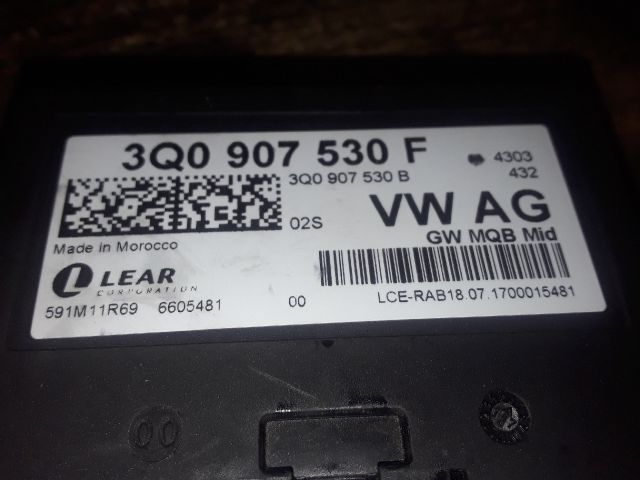 3Q0 907 530 F
4303
3Q0 907 530 B
432
02S
VW AG
GW MQB Mid
Made in Morocco
LEAR
CORPORATION
591M11R69 6605481 00
LCE-RAB18.07.1700015481
00